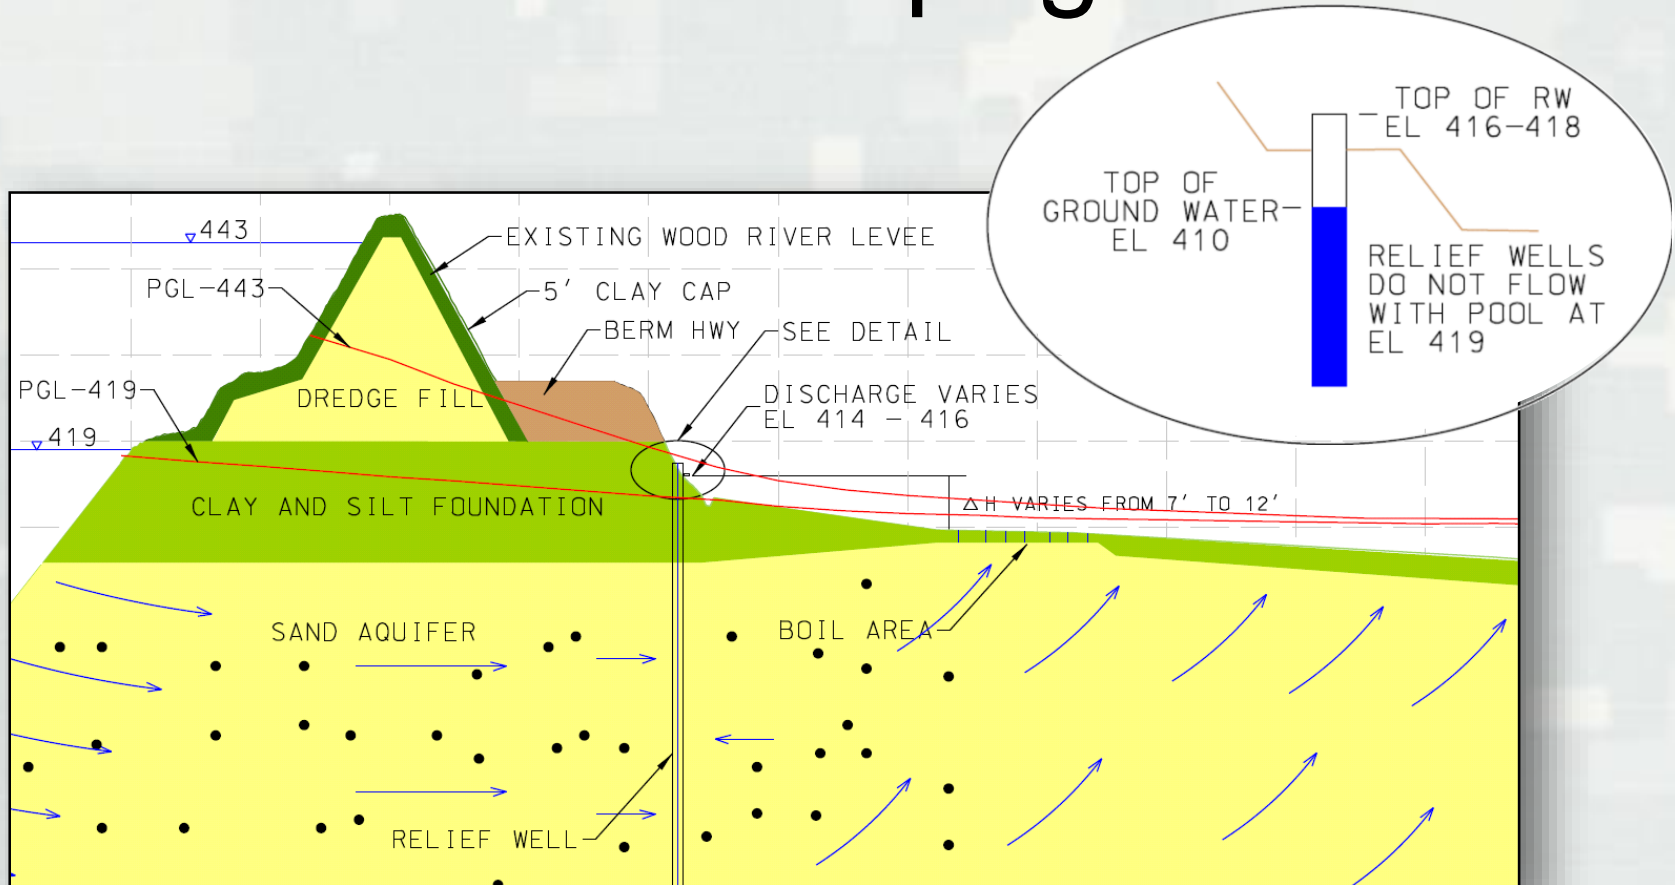 443
EXISTING WOOD RIVER LEVEE
PGL-443
5' CLAY CAP
BERM HWY
SEE DETAIL
PGL-419
DREDGE FILL
DISCHARGE VARIES
EL 414 - 416
419
CLAY AND SILT FOUNDATION
△H VARIES FROM 7' TO 12'
SAND AQUIFER
BOIL AREA
RELIEF WELL
TOP OF RW
EL 416-418
TOP OF
GROUND WATER
EL 410
RELIEF WELLS
DO NOT FLOW
WITH POOL AT
EL 419